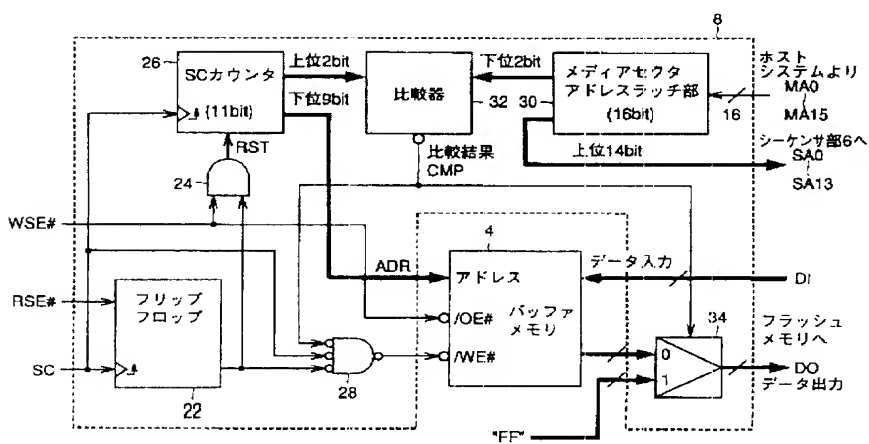 8
26
SCカウンタ
(11bit)
上位2bit
下位9bit
比較器
32
下位2bit
30
メディアセクタ
アドレスラッチ部
(16bit)
ホスト
システムより
MA0
MA15
16
シーケンサ部6へ
SA0
SA13
上位14bit
RST
24
比較結果
CMP
WSE#
RSE#
SC
フリップ
フロップ
22
28
ADR
4
アドレス
/OE#
/WE#
バッファ
メモリ
データ入力
DI
34
0
1
フラッシュ
メモリへ
DO
データ出力
"FF"